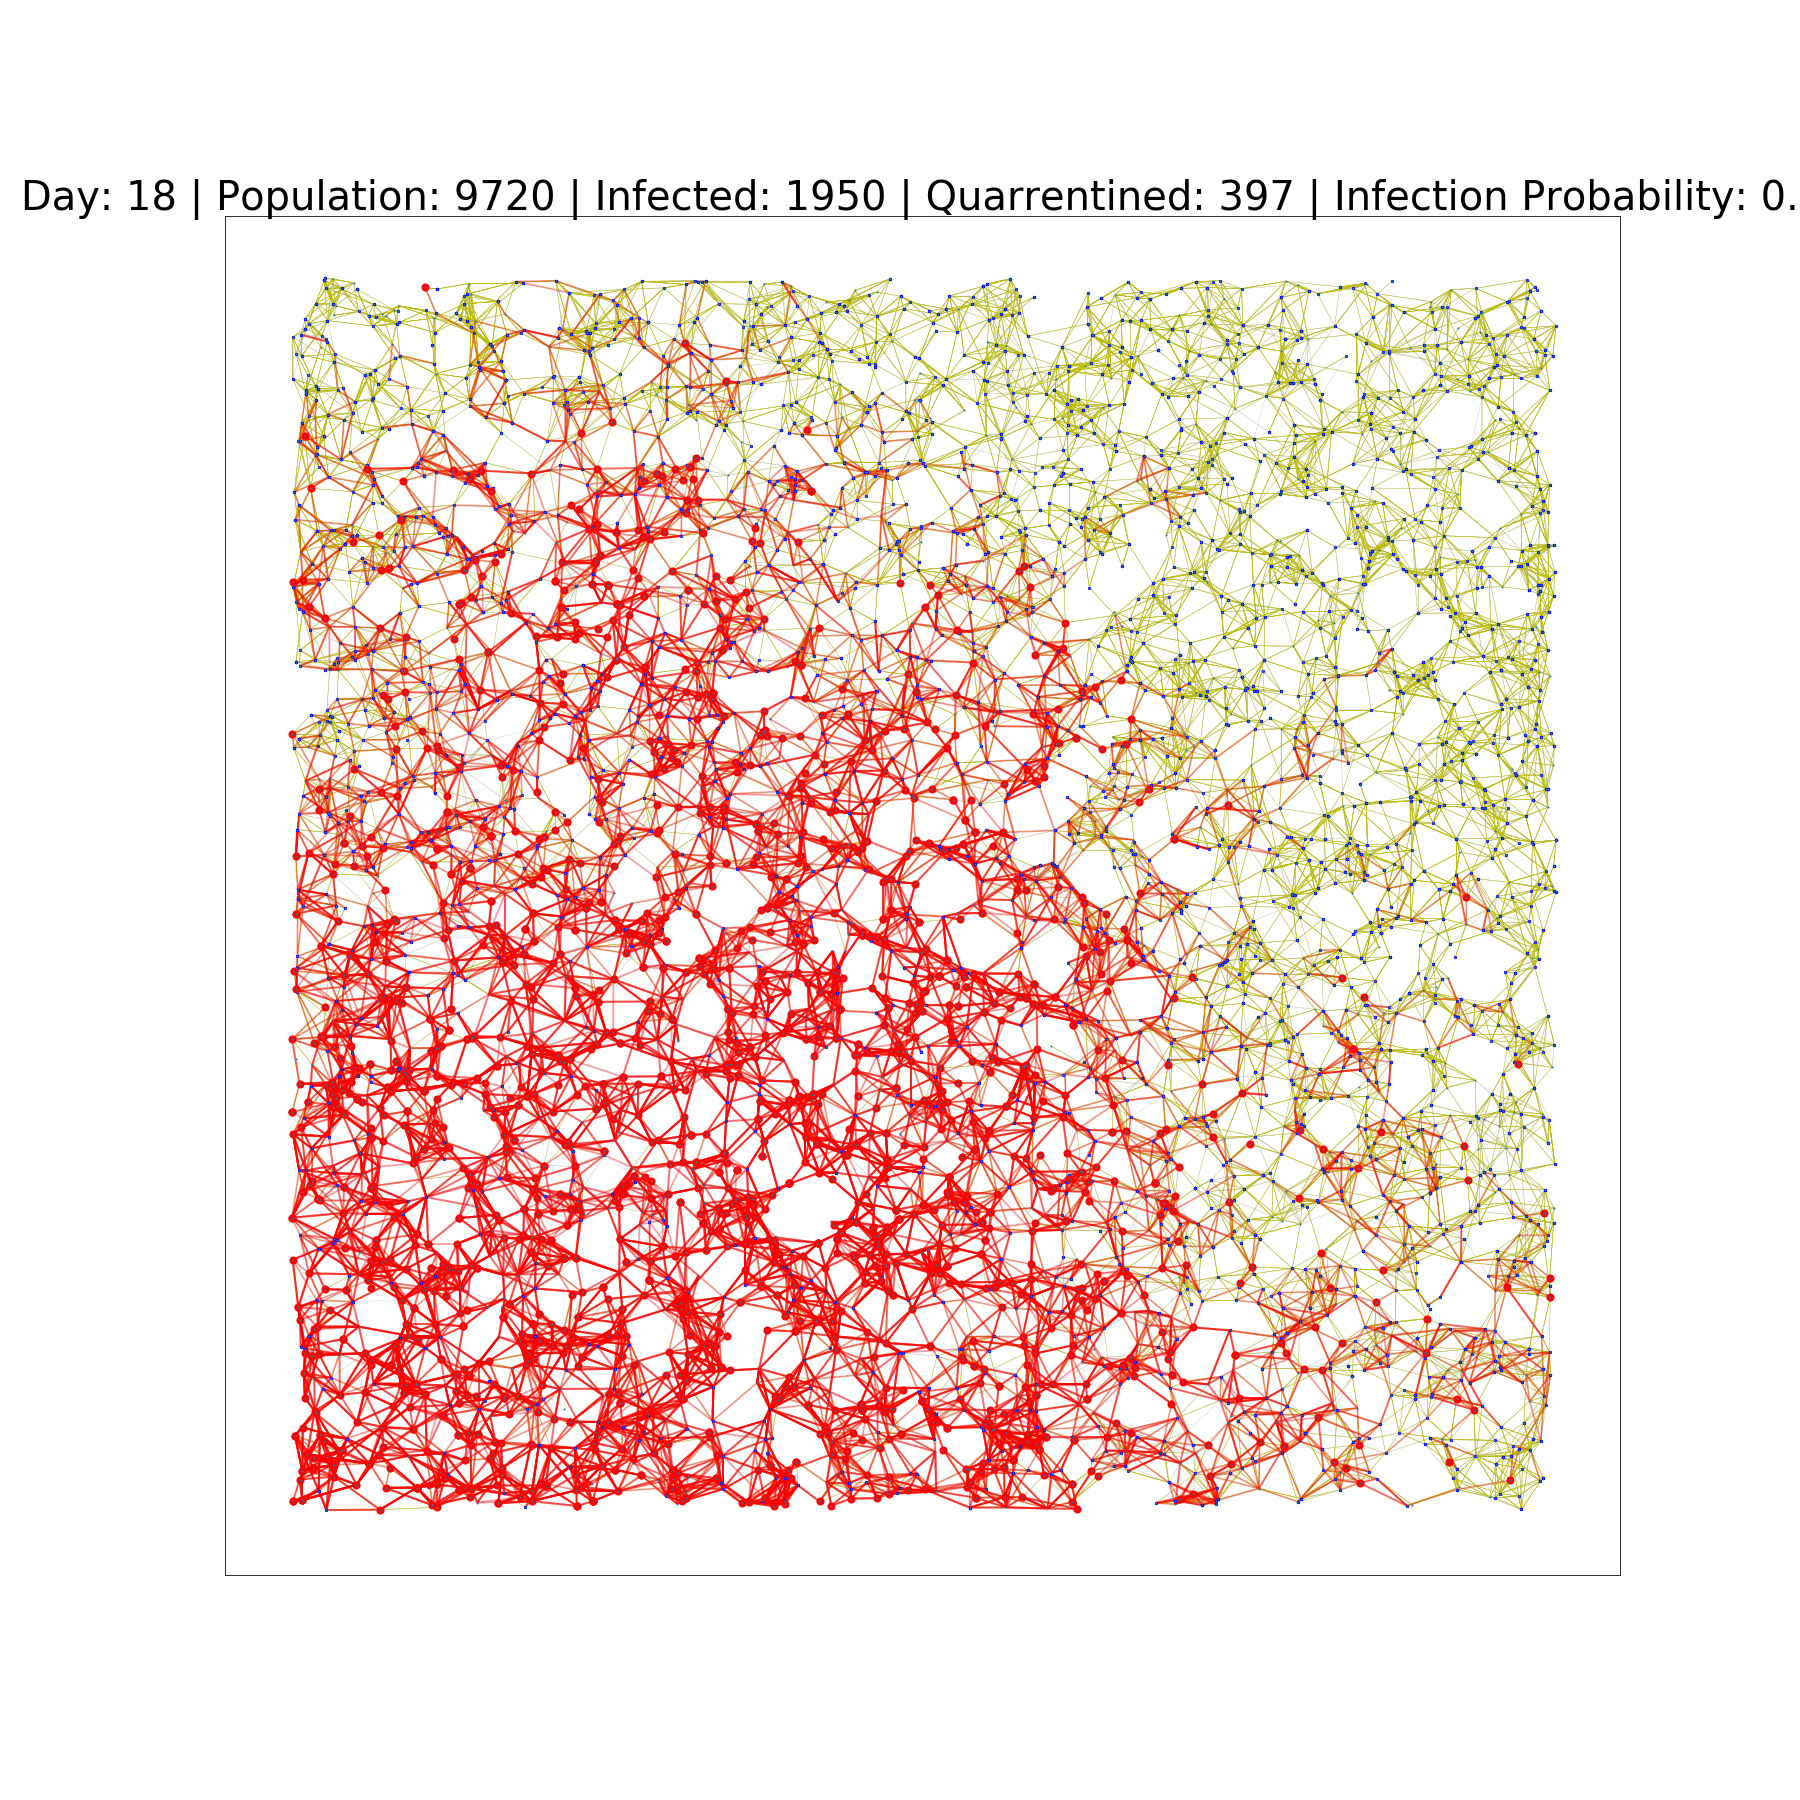 Day: 18 | Population: 9720 | Infected: 1950 | Quarrentined: 397 | Infection Probability: 0.